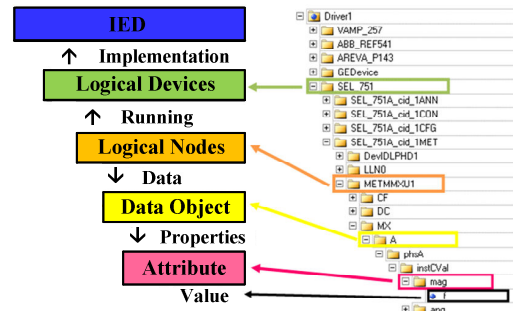 IED
Implementation
Logical Devices
Running
Logical Nodes
Data
Data Object
Properties
Attribute
Value
Driver1
VAMP_257
ABB_REF541
AREVA_P143
GEDevice
SEL_751
SEL_751A_cid_1ANN
SEL_751A_cid_1CON
SEL_751A_cid_1CFG
SEL_751A_cid_1MET
DevIDLPHD1
LLN0
METMMXU1
CF
DC
MX
A
phsA
instCVal
mag
f
ang